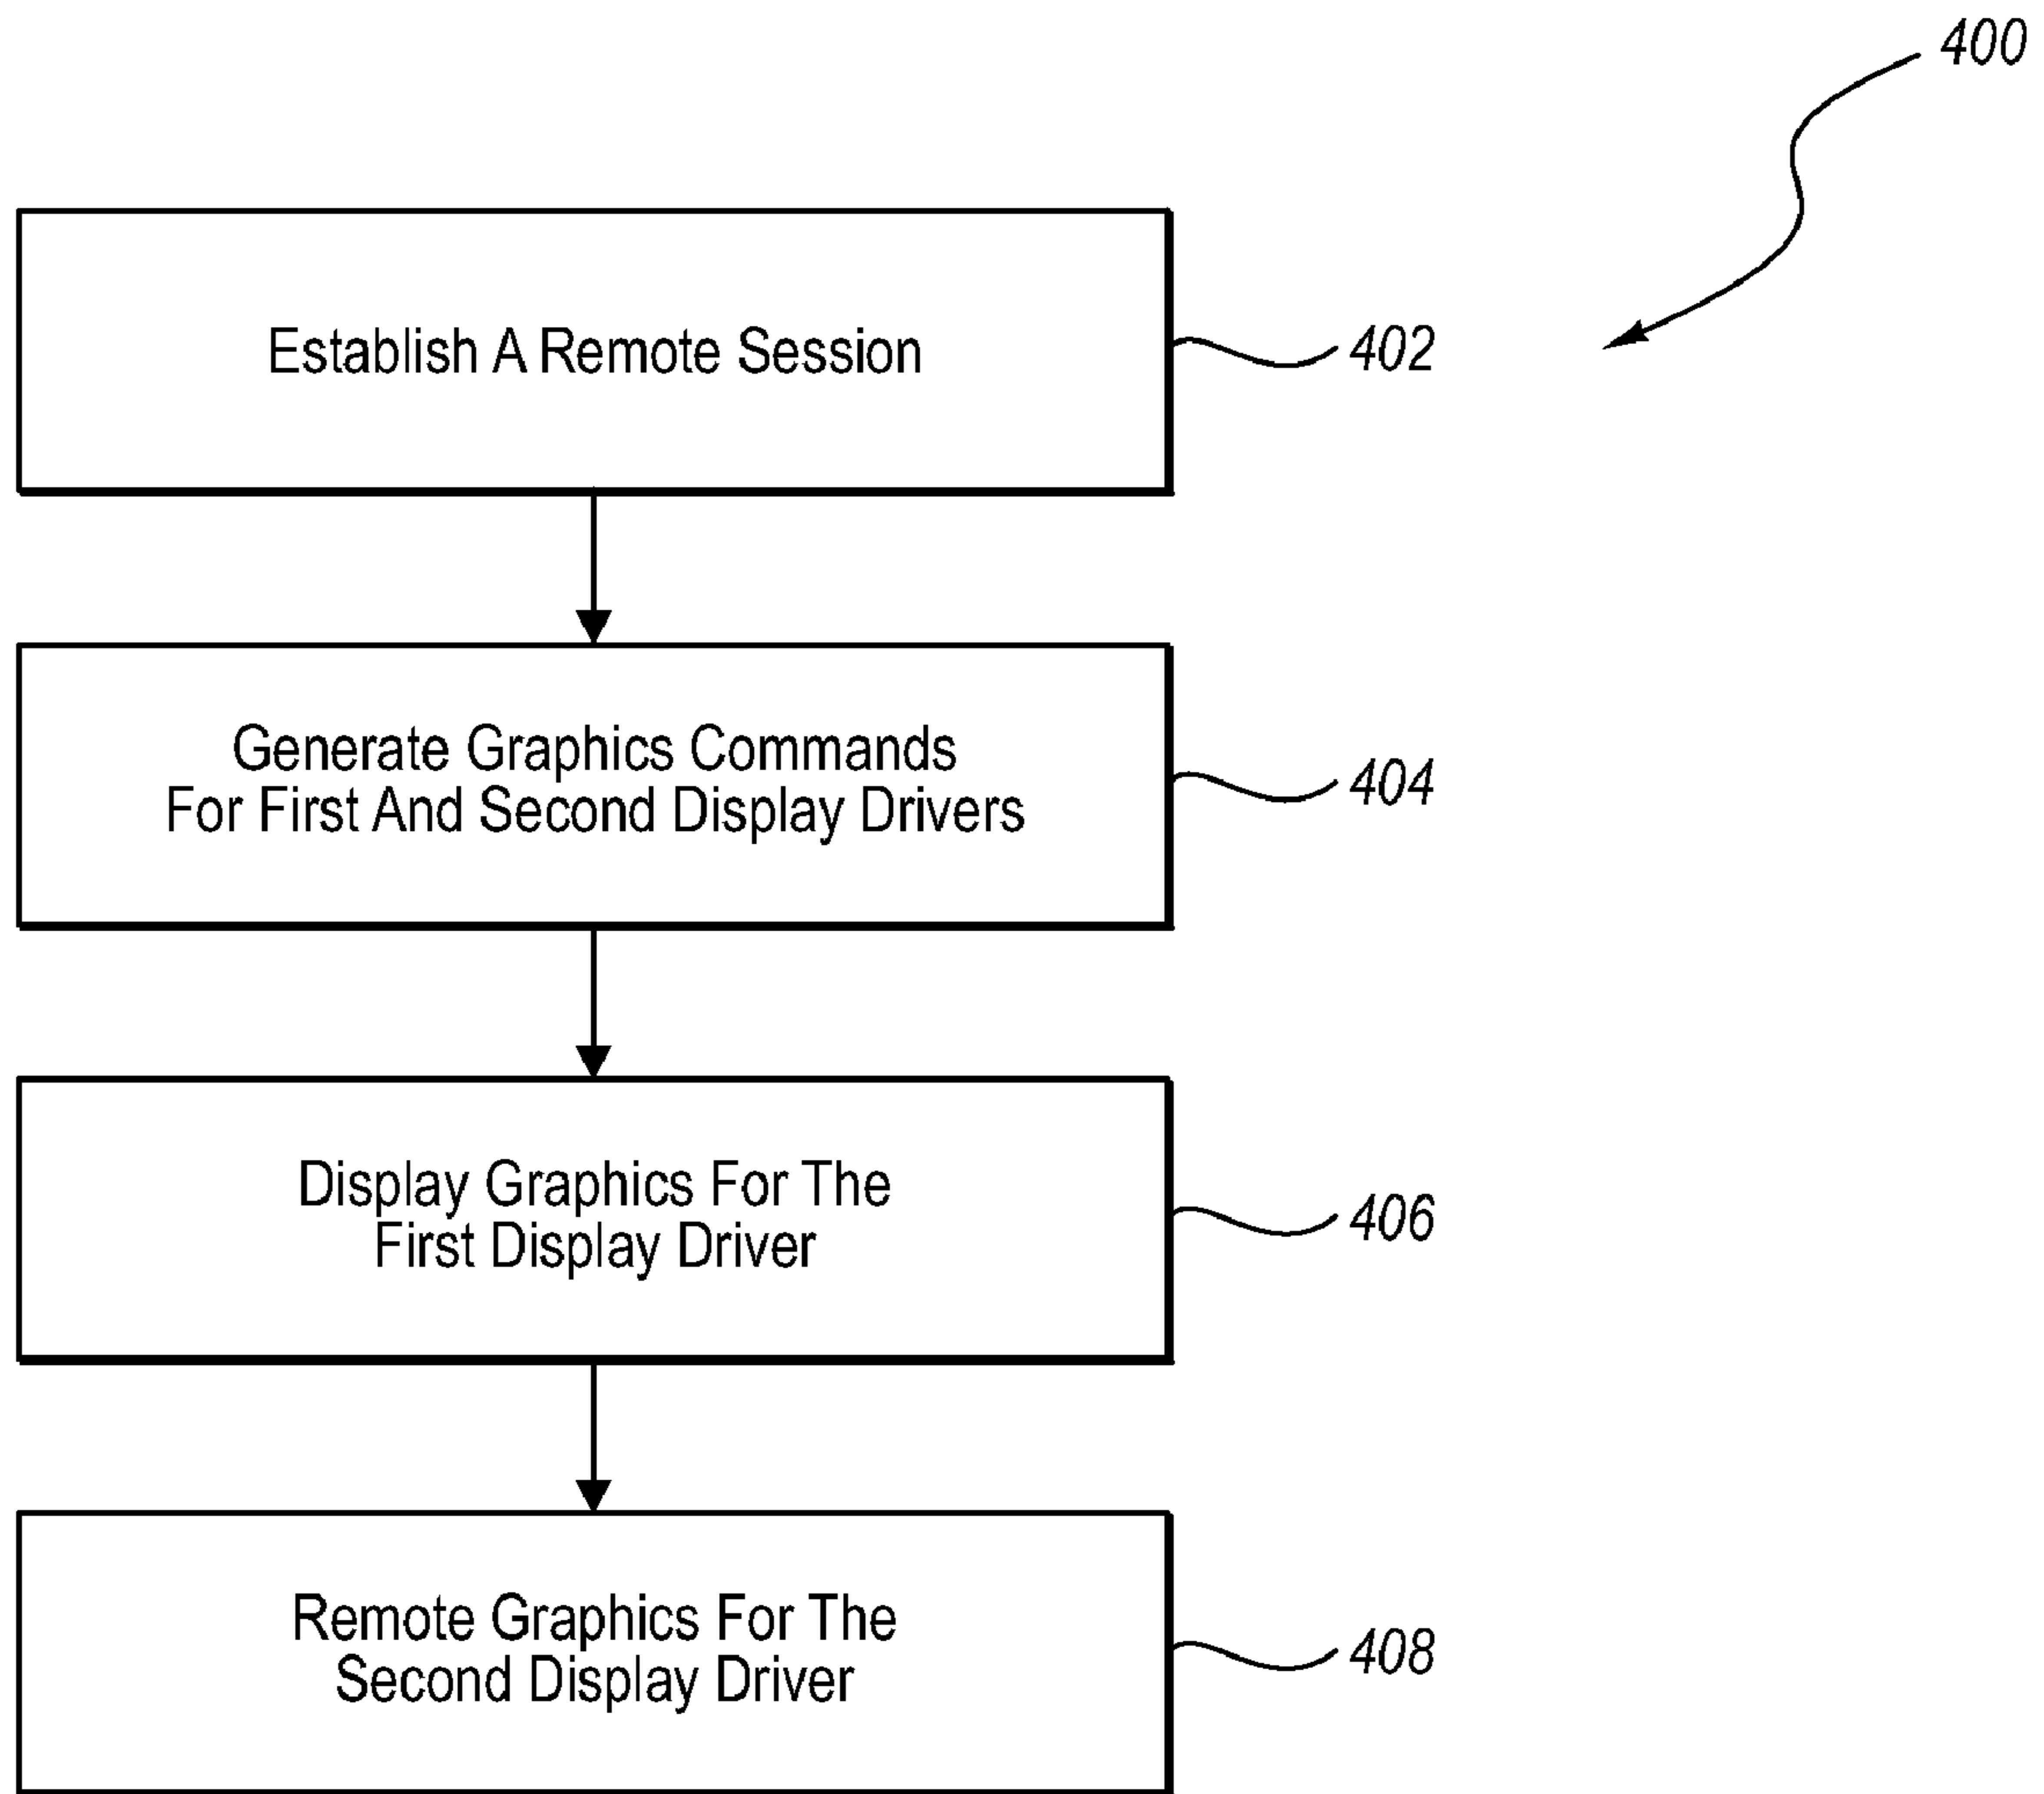 400
Establish A Remote Session
402
Generate Graphics Commands
For First And Second Display Drivers
404
Display Graphics For The
First Display Driver
406
Remote Graphics For The
Second Display Driver
408